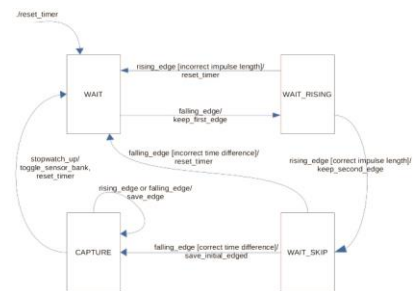 ./reset_timer
rising_edge [incorrect impulse length]/
reset_timer
WAIT
WAIT_RISING
falling_edge/
keep_first_edge
falling_edge [incorrect time difference]/
reset_timer
stopwatch_up/
toggle_sensor_bank,
reset_timer
rising_edge [correct impulse length]/
keep_second_edge
rising_edge or falling_edge/
save_edge
CAPTURE
falling_edge [correct time difference]/
save_initial_edged
WAIT_SKIP